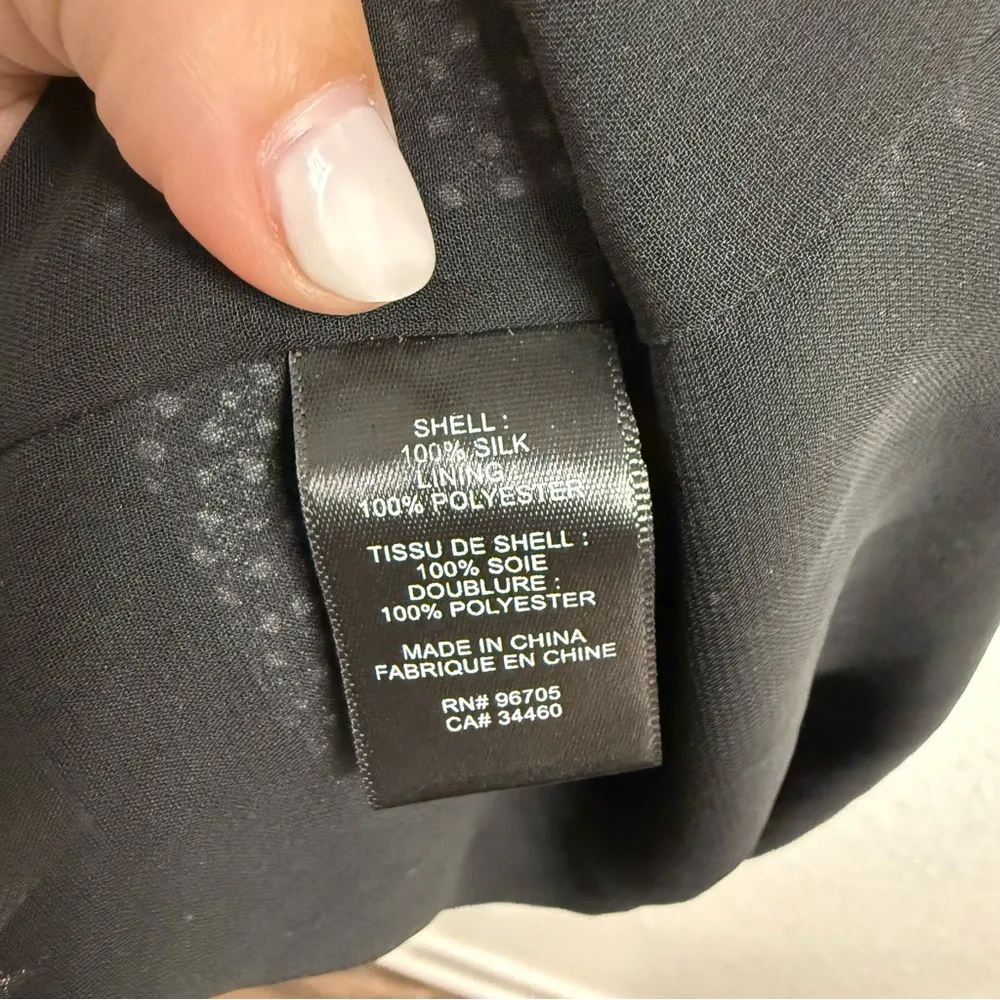 SHELL :
100% SILK
LINING
100% POLYESTER
TISSU DE SHELL :
100% SOIE
DOUBLURE :
100% POLYESTER
MADE IN CHINA
FABRIQUE EN CHINE
RN# 96705
CA# 34460